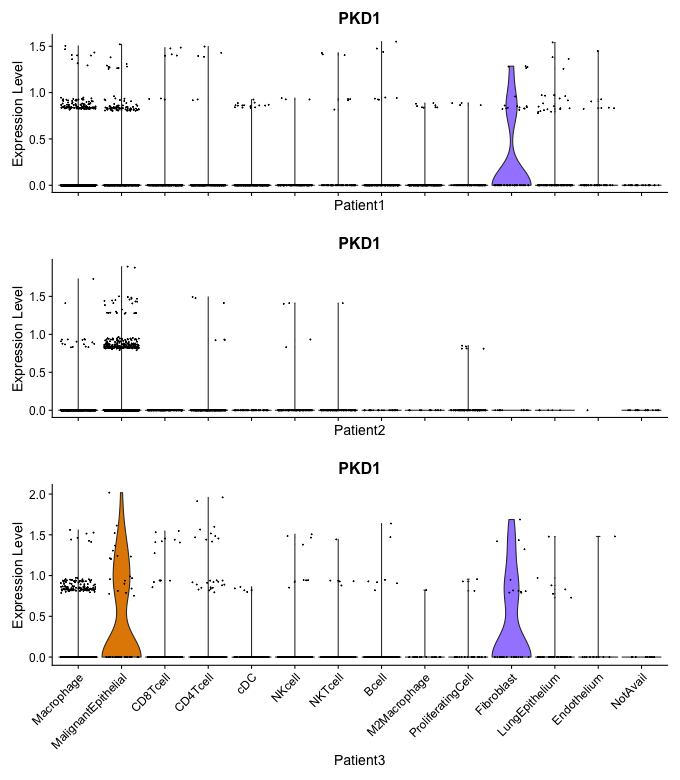 PKD1
Expression Level
1.5
1.0
0.5
0.0
Patient1
PKD1
Expression Level
1.5
1.0
0.5
0.0
Patient2
PKD1
Expression Level
2.0
1.5
1.0
0.5
0.0
Macrophage
MalignantEpithelial
CD8Tcell
CD4Tcell
cDC
NKcell
NKTcell
Bcell
M2Macrophage
ProliferatingCell
Fibroblast
LungEpithelium
Endothelium
NotAvail
Patient3